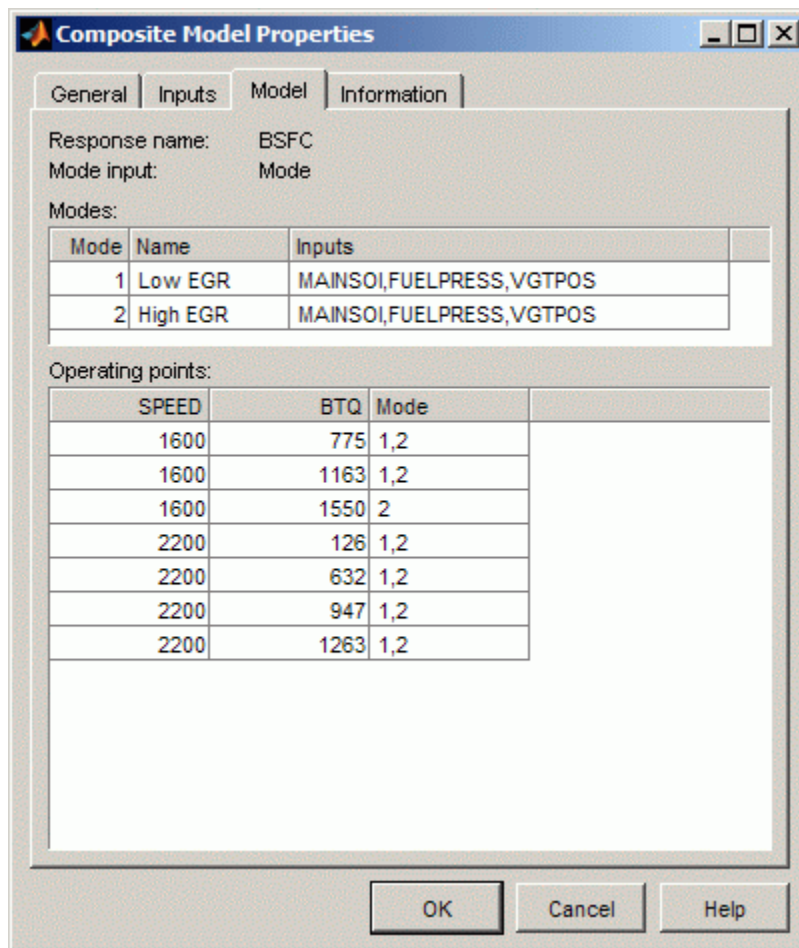 Composite Model Properties
General Inputs Model Information
Response name: BSFC
Mode input: Mode
Modes:
Mode Name Inputs
1 Low EGR MAINSOI,FUELPRESS,VGTPOS
2 High EGR MAINSOI,FUELPRESS,VGTPOS
Operating points:
SPEED BTQ Mode
1600 775 1,2
1600 1163 1,2
1600 1550 2
2200 126 1,2
2200 632 1,2
2200 947 1,2
2200 1263 1,2
OK Cancel Help